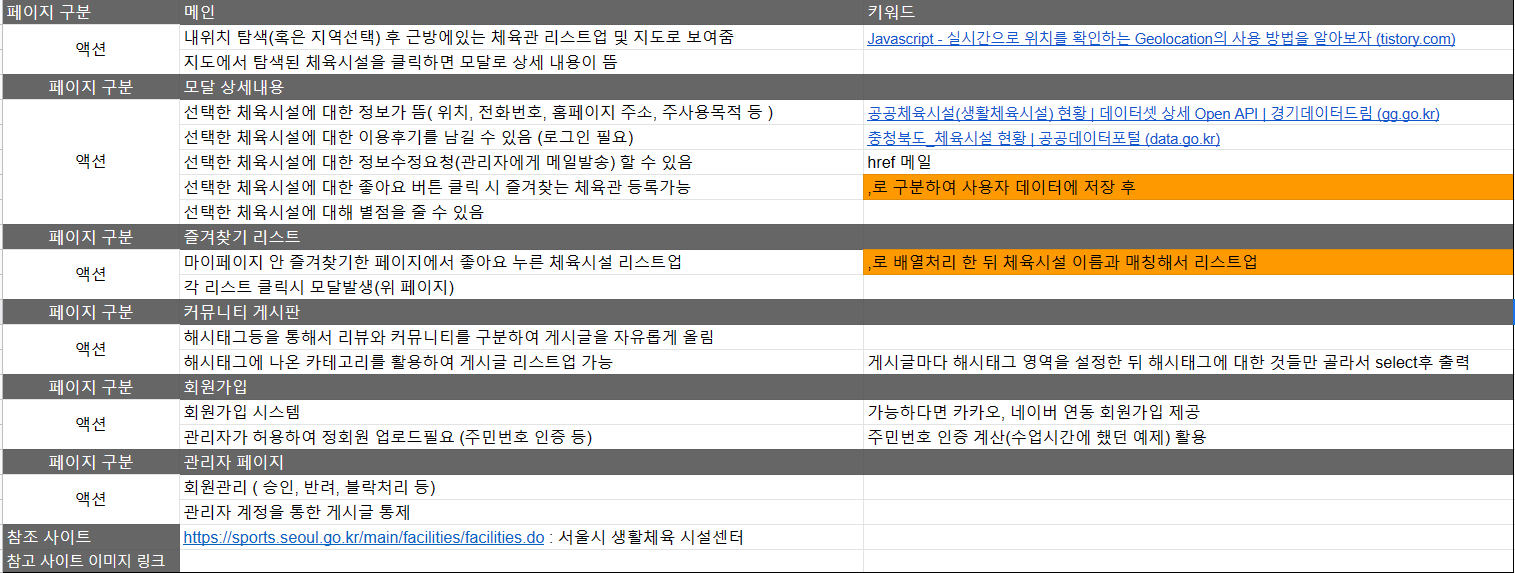 페이지 구분 메인 키워드
액션 내위치 탐색(혹은 지역선택) 후 근방에있는 체육관 리스트업 및 지도로 보여줌 Javascript - 실시간으로 위치를 확인하는 Geolocation의 사용 방법을 알아보자 (tistory.com)
지도에서 탐색된 체육시설을 클릭하면 모달로 상세 내용이 뜸
페이지 구분 모달 상세내용
액션 선택한 체육시설에 대한 정보가 뜸( 위치, 전화번호, 홈페이지 주소, 주사용목적 등 ) 공공체육시설(생활체육시설) 현황 | 데이터셋 상세 Open API | 경기데이터드림 (gg.go.kr)
선택한 체육시설에 대한 이용후기를 남길 수 있음 (로그인 필요) 충청북도_체육시설 현황 | 공공데이터포털 (data.go.kr)
선택한 체육시설에 대한 정보수정요청(관리자에게 메일발송) 할 수 있음 href 메일
선택한 체육시설에 대한 좋아요 버튼 클릭 시 즐겨찾는 체육관 등록가능 ,로 구분하여 사용자 데이터에 저장 후
선택한 체육시설에 대해 별점을 줄 수 있음
페이지 구분 즐겨찾기 리스트
액션 마이페이지 안 즐겨찾기한 페이지에서 좋아요 누른 체육시설 리스트업 ,로 배열처리 한 뒤 체육시설 이름과 매칭해서 리스트업
각 리스트 클릭시 모달발생(위 페이지)
페이지 구분 커뮤니티 게시판
액션 해시태그등을 통해서 리뷰와 커뮤니티를 구분하여 게시글을 자유롭게 올림
해시태그에 나온 카테고리를 활용하여 게시글 리스트업 가능 게시글마다 해시태그 영역을 설정한 뒤 해시태그에 대한 것들만 골라서 select후 출력
페이지 구분 회원가입
액션 회원가입 시스템 가능하다면 카카오, 네이버 연동 회원가입 제공
관리자가 허용하여 정회원 업로드필요 (주민번호 인증 등) 주민번호 인증 계산(수업시간에 했던 예제) 활용
페이지 구분 관리자 페이지
액션 회원관리 ( 승인, 반려, 블락처리 등)
관리자 계정을 통한 게시글 통제
참조 사이트 https://sports.seoul.go.kr/main/facilities/facilities.do : 서울시 생활체육 시설센터
참고 사이트 이미지 링크